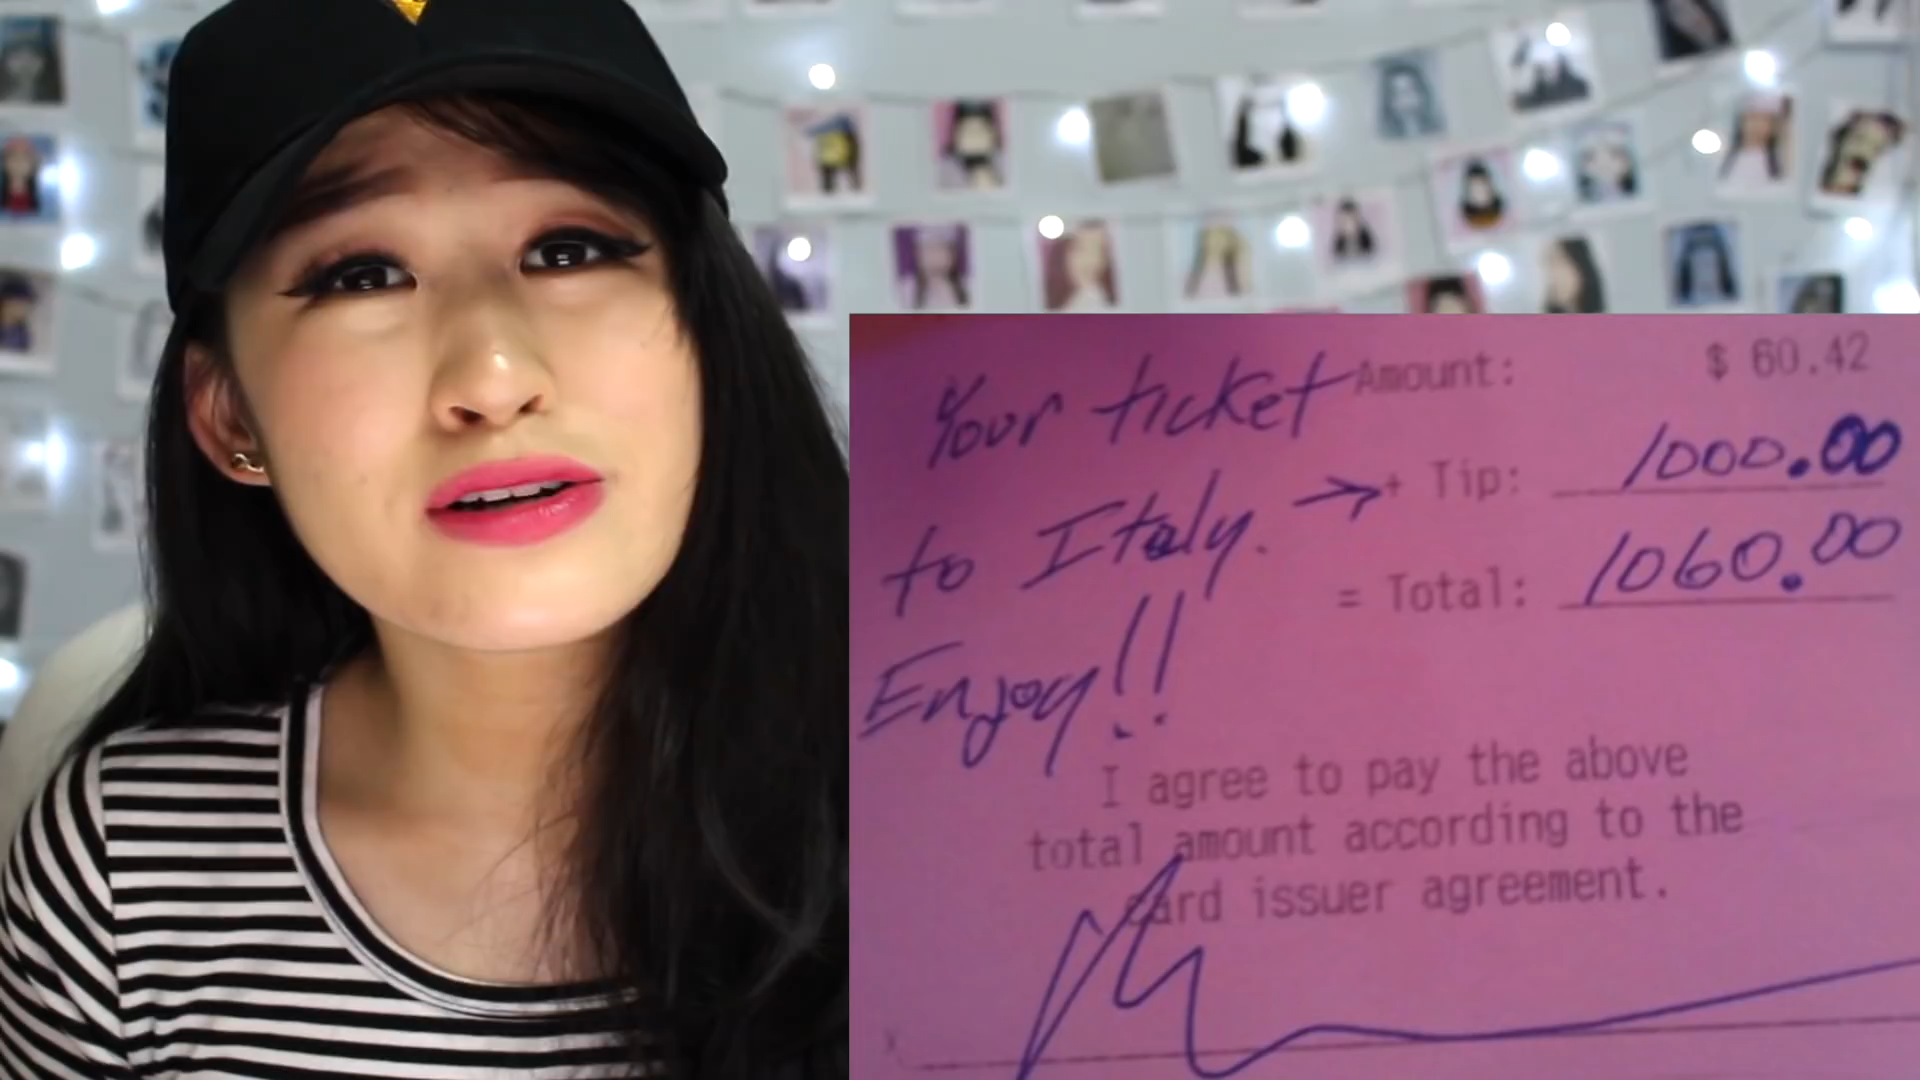 Your ticket
to Italy.
Enjoy!!
Amount: $ 60.42
→ + Tip: 1000.00
= Total: 1060.00
I agree to pay the above
total amount according to the
card issuer agreement.